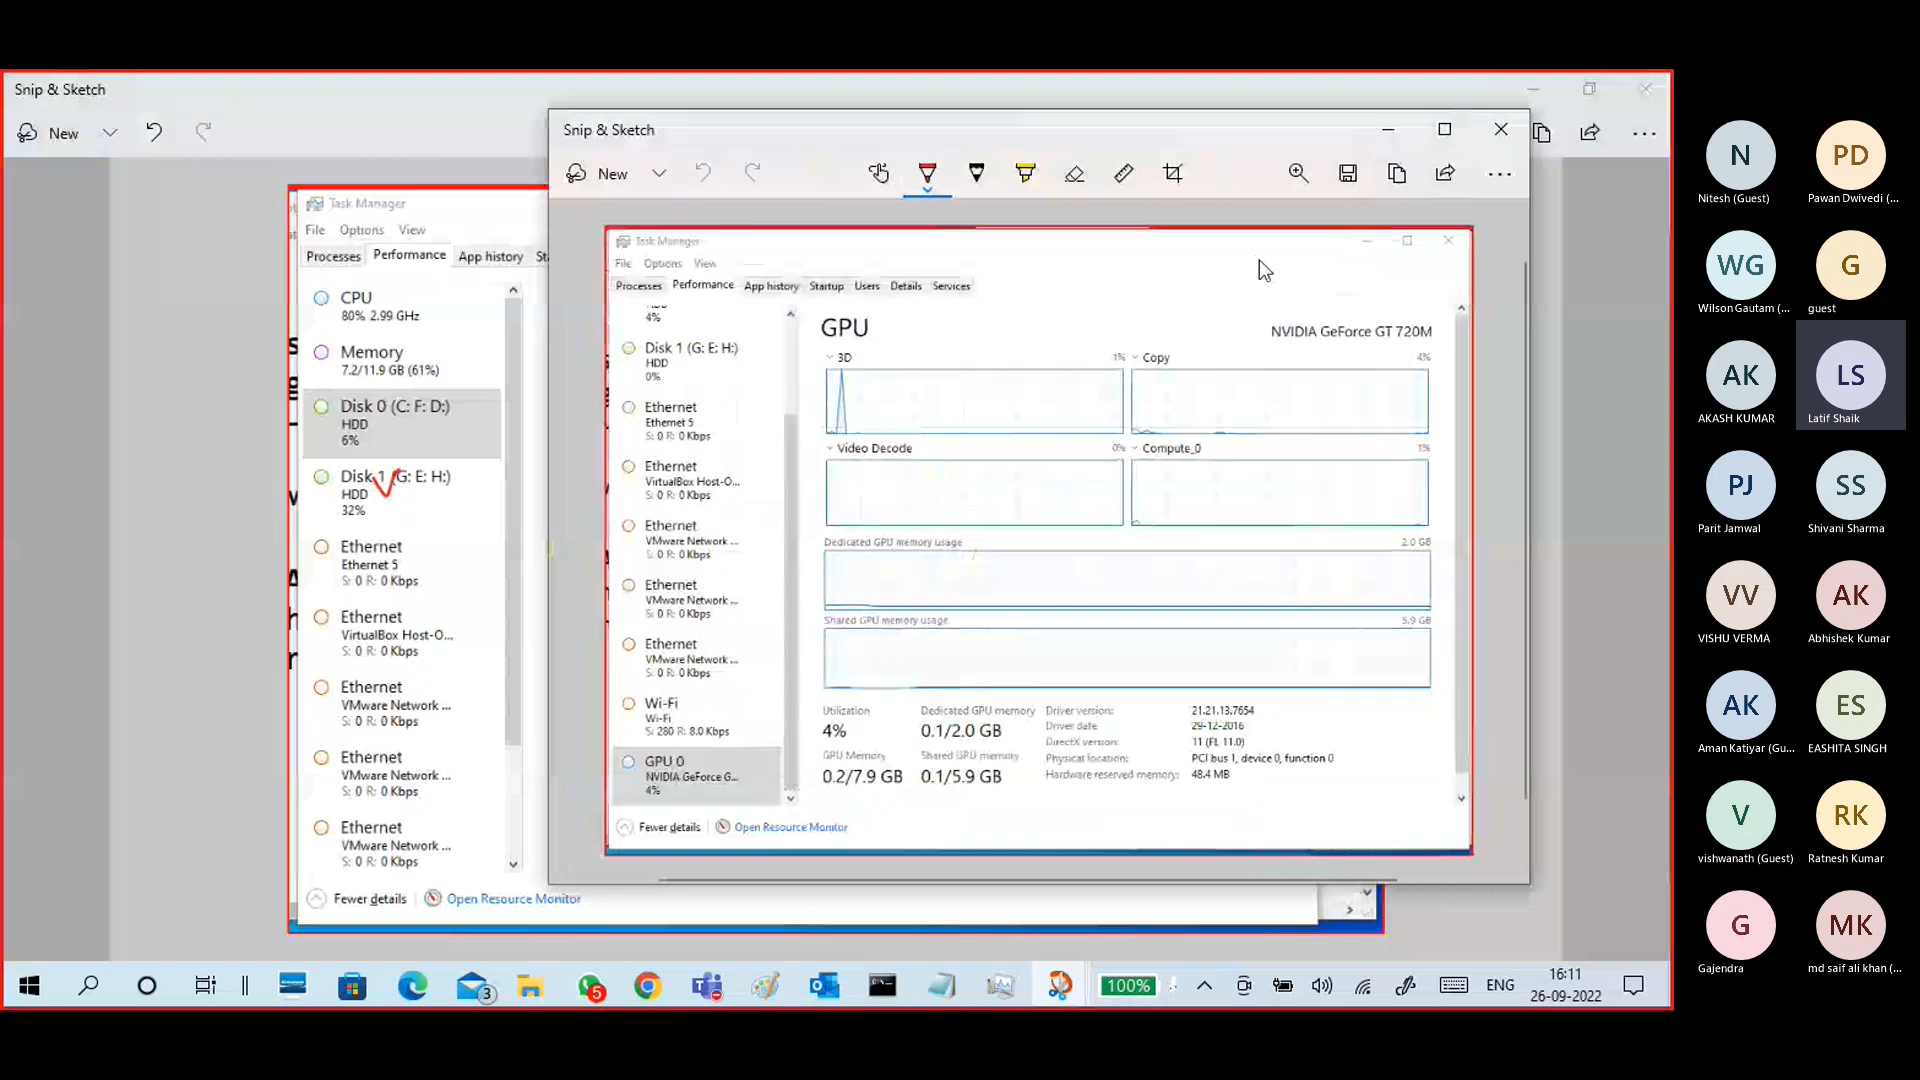 Snip & Sketch
New
Task Manager
File Options View
Processes Performance App history
CPU
80% 2.99 GHz
Memory
7.2/11.9 GB (61%)
Disk 0 (C: F: D:)
HDD
6%
Disk 1 (G: E: H:)
HDD
32%
Ethernet
Ethernet 5
S: 0 R: 0 Kbps
Ethernet
VirtualBox Host-O...
S: 0 R: 0 Kbps
Ethernet
VMware Network ...
S: 0 R: 0 Kbps
Ethernet
VMware Network ...
S: 0 R: 0 Kbps
Ethernet
VMware Network ...
S: 0 R: 0 Kbps
Fewer details Open Resource Monitor
Snip & Sketch
New
Task Manager
File Options View
Processes Performance App history Startup Users Details Services
4%
Disk 1 (G: E: H:)
HDD
0%
Ethernet
Ethernet 5
S: 0 R: 0 Kbps
Ethernet
VirtualBox Host-O...
S: 0 R: 0 Kbps
Ethernet
VMware Network ...
S: 0 R: 0 Kbps
Ethernet
VMware Network ...
S: 0 R: 0 Kbps
Ethernet
VMware Network ...
S: 0 R: 0 Kbps
Wi-Fi
Wi-Fi
S: 280 R: 8.0 Kbps
GPU 0
NVIDIA GeForce G...
4%
GPU NVIDIA GeForce GT 720M
3D 1% Copy 4%
Video Decode 0% Compute_0 1%
Dedicated GPU memory usage 2.0 GB
Shared GPU memory usage 5.9 GB
Utilization
4%
Dedicated GPU memory
0.1/2.0 GB
GPU Memory
0.2/7.9 GB
Shared GPU memory
0.1/5.9 GB
Driver version: 21.21.13.7654
Driver date 29-12-2016
DirectX version: 11 (FL 11.0)
Physical location: PCI bus 1, device 0, function 0
Hardware reserved memory: 48.4 MB
Fewer details Open Resource Monitor
3
5
100%
ENG
16:11
26-09-2022
N
Nitesh (Guest)
PD
Pawan Dwivedi (...
WG
Wilson Gautam (...
G
guest
AK
AKASH KUMAR
LS
Latif Shaik
PJ
Parit Jamwal
SS
Shivani Sharma
VV
VISHU VERMA
AK
Abhishek Kumar
AK
Aman Katiyar (Gu...
ES
EASHITA SINGH
V
vishwanath (Guest)
RK
Ratnesh Kumar
G
Gajendra
MK
md saif ali khan (...